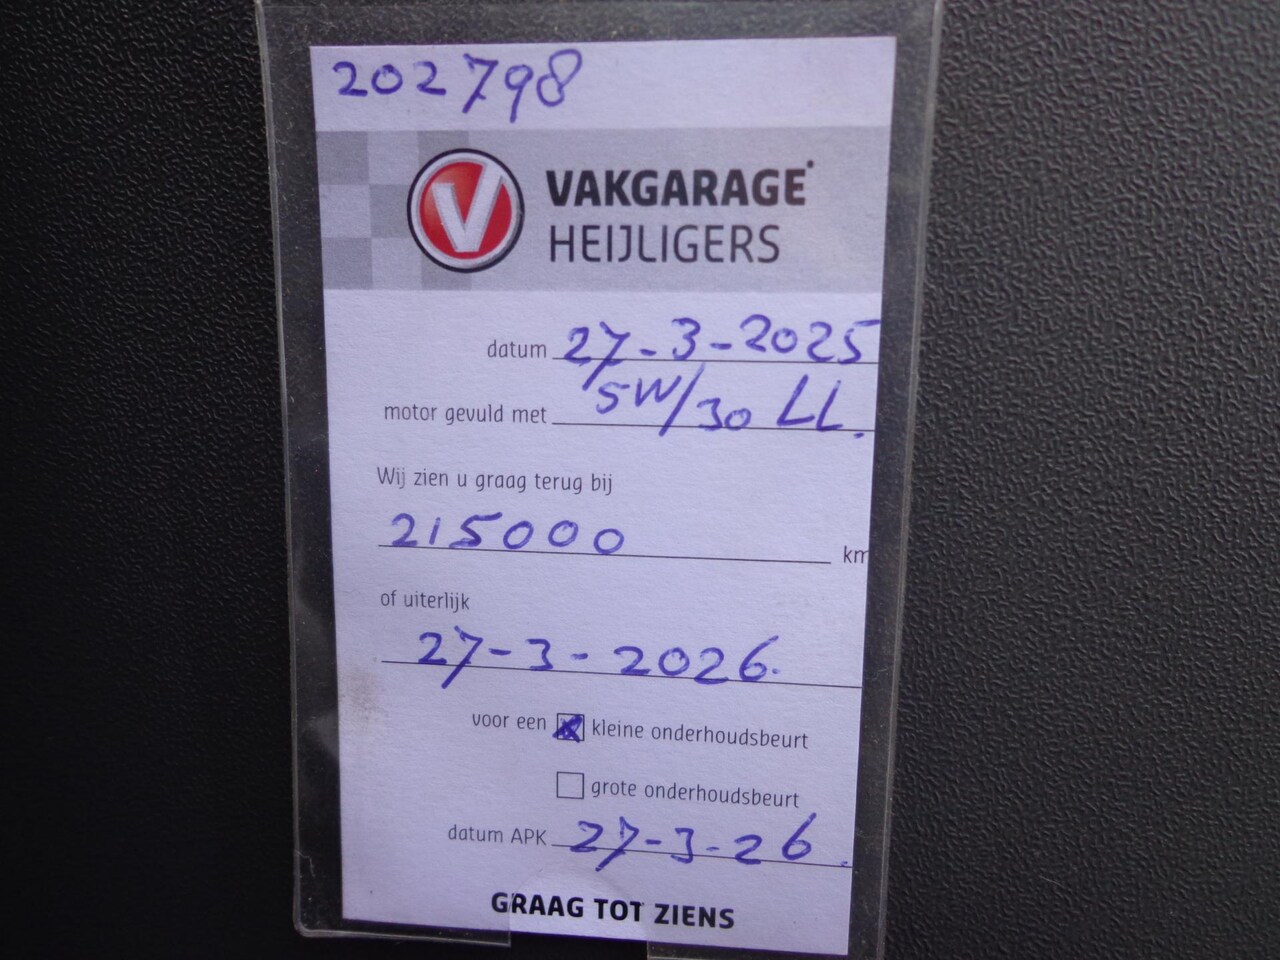 202798
V
VAKGARAGE
HEIJLIGERS
datum 27-3-2025
motor gevuld met 5W/30 LL.
Wij zien u graag terug bij
215000 km
of uiterlijk
27-3-2026.
voor een kleine onderhoudsbeurt
grote onderhoudsbeurt
datum APK 27-3-26.
GRAAG TOT ZIENS